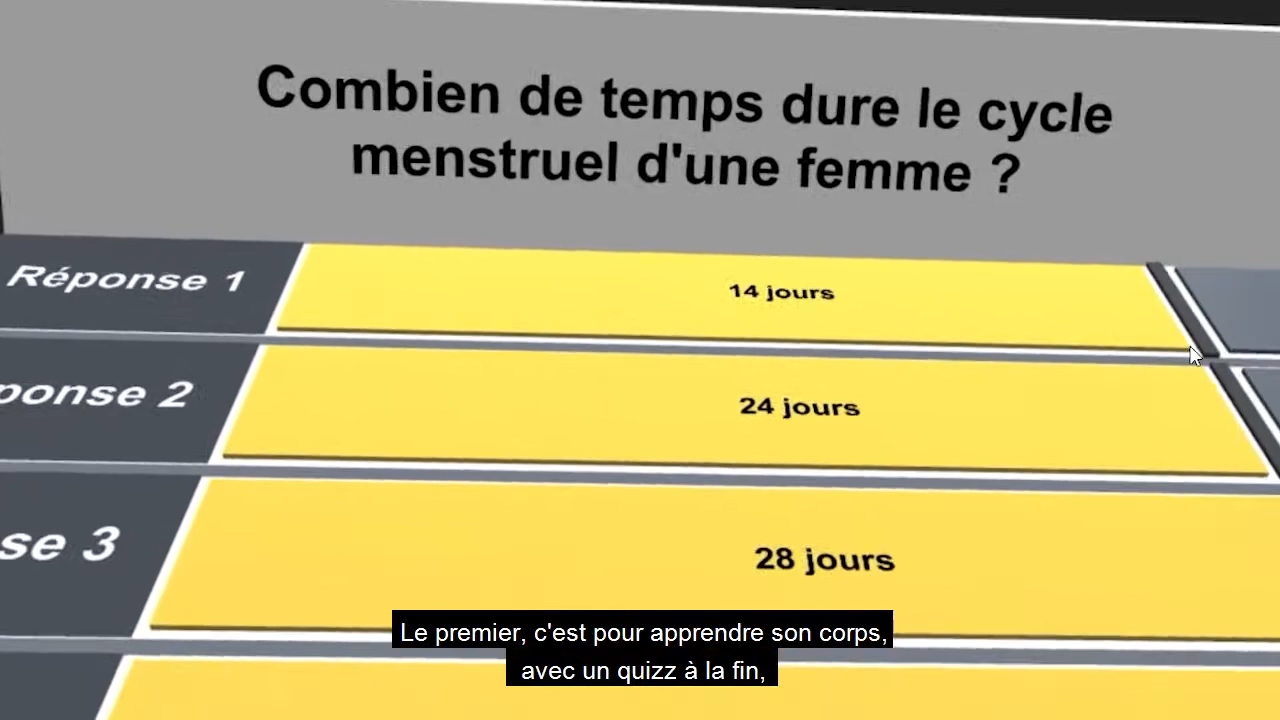 Combien de temps dure le cycle
menstruel d'une femme ?
Réponse 1
14 jours
ponse 2
24 jours
se 3
28 jours
Le premier, c'est pour apprendre son corps,
avec un quizz à la fin,